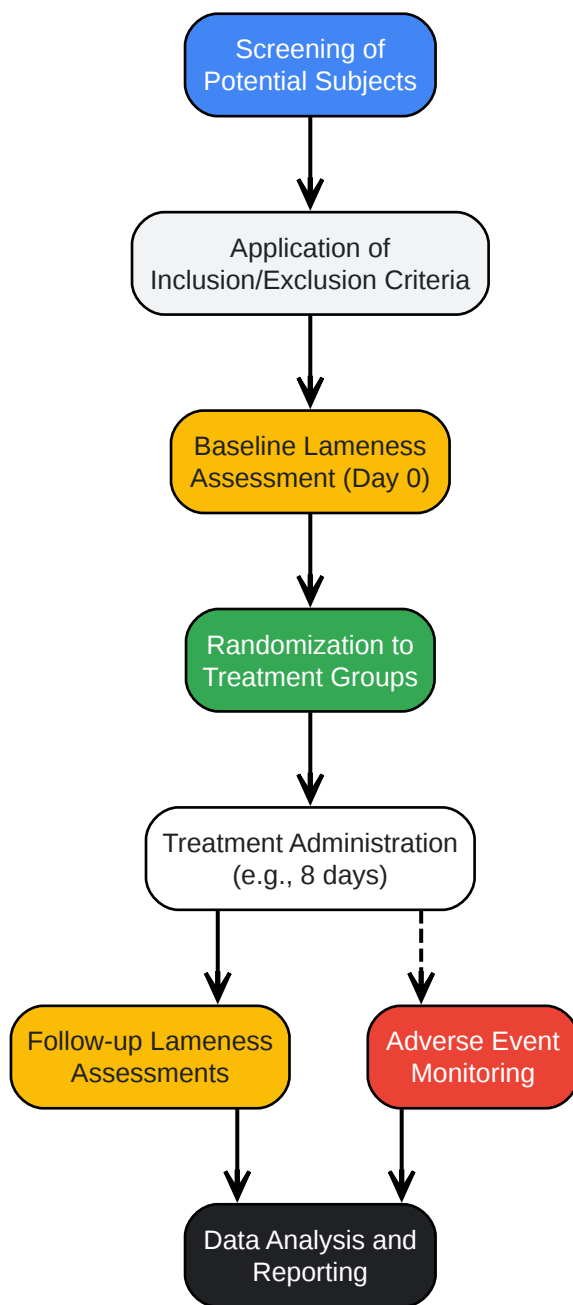 Screening of
Potential Subjects
Application of
Inclusion/Exclusion Criteria
Baseline Lameness
Assessment (Day 0)
Randomization to
Treatment Groups
Treatment Administration
(e.g., 8 days)
Follow-up Lameness
Assessments
Adverse Event
Monitoring
Data Analysis and
Reporting